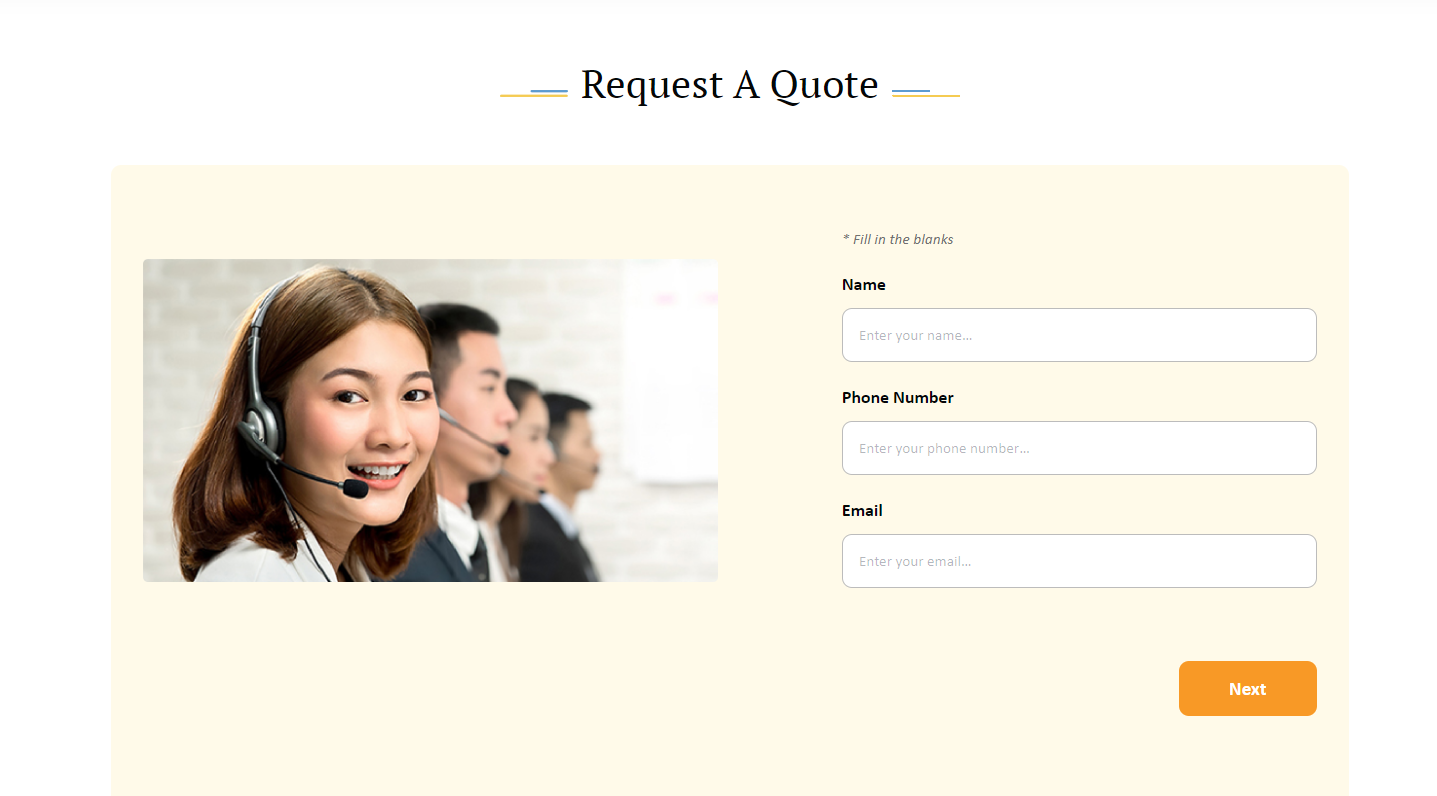 Request A Quote
* Fill in the blanks
Name
Enter your name...
Phone Number
Enter your phone number...
Email
Enter your email...
Next